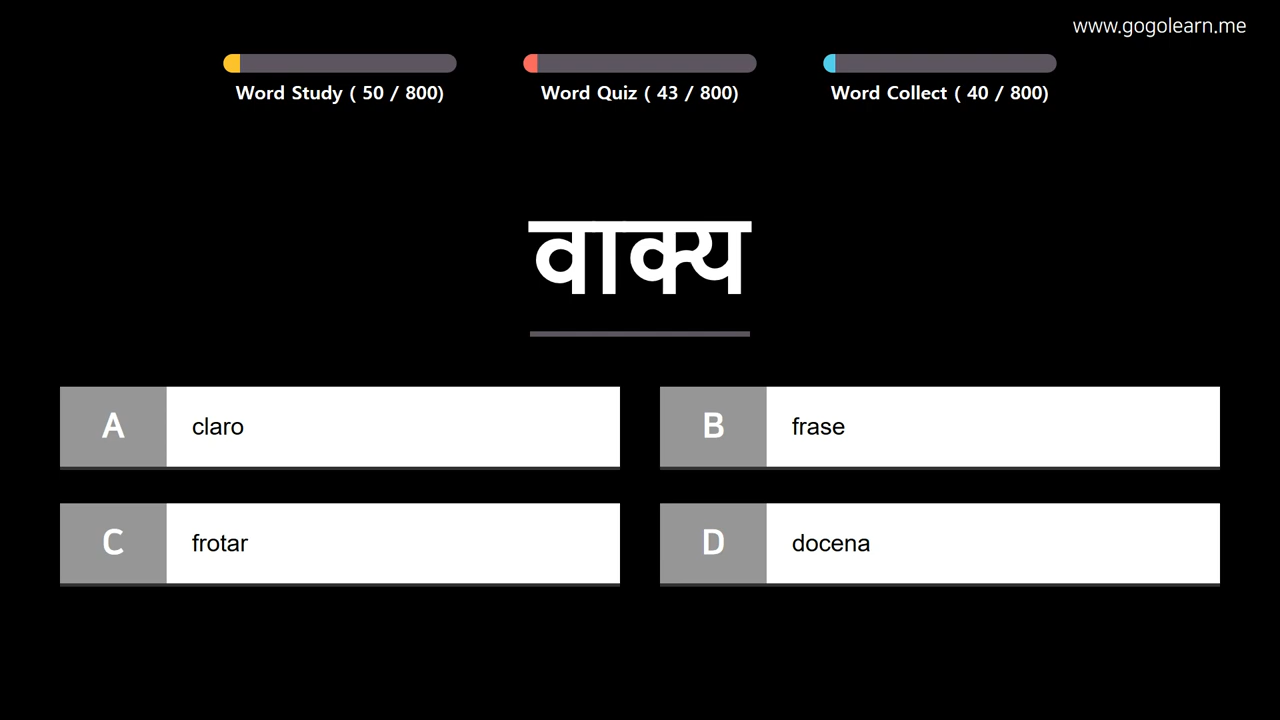 www.gogolearn.me
Word Study ( 50 / 800)
Word Quiz ( 43 / 800)
Word Collect ( 40 / 800)
वाक्य
A claro
B frase
C frotar
D docena